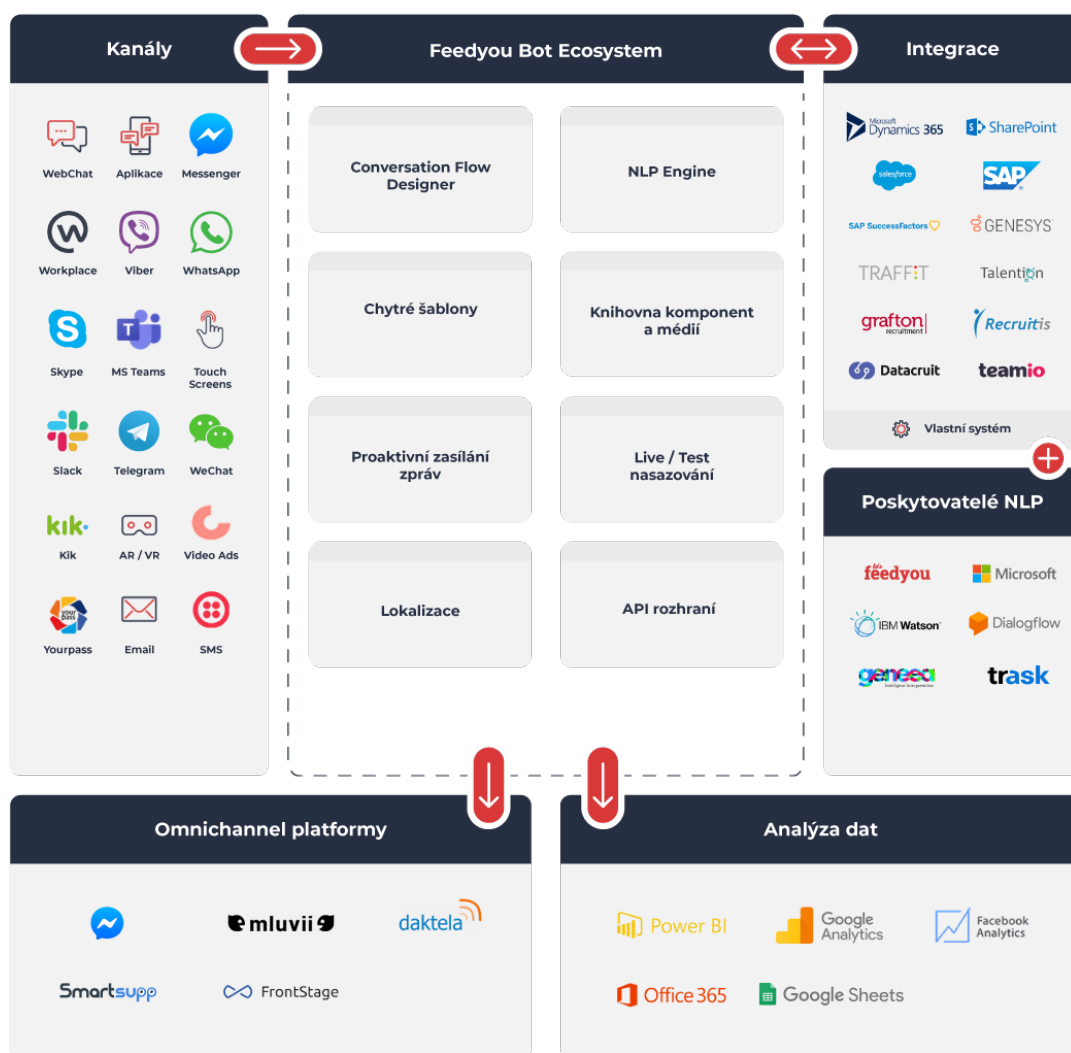 Kanály
Feedyou Bot Ecosystem
Integrace
WebChat
Aplikace
Messenger
Workplace
Viber
WhatsApp
Skype
MS Teams
Touch
Screens
Slack
Telegram
WeChat
kik
Kik
AR / VR
Video Ads
your
pass
Yourpass
Email
SMS
Conversation Flow
Designer
NLP Engine
Chytré šablony
Knihovna komponent
a médií
Proaktivní zasílání
zpráv
Live / Test
nasazování
Lokalizace
API rozhraní
Microsoft
Dynamics 365
SharePoint
salesforce
SAP
SAP SuccessFactors
GENESYS
TRAFFIT
Talention
grafton
recruitment
Recruitis
Datacruit
teamio
Vlastní systém
Poskytovatelé NLP
feedyou
Microsoft
IBM Watson
Dialogflow
geneea
Intelligent Interpretation
trask
Omnichannel platformy
mluvii
daktela
Smartsupp
FrontStage
Analýza dat
Power BI
Google
Analytics
Facebook
Analytics
Office 365
Google Sheets